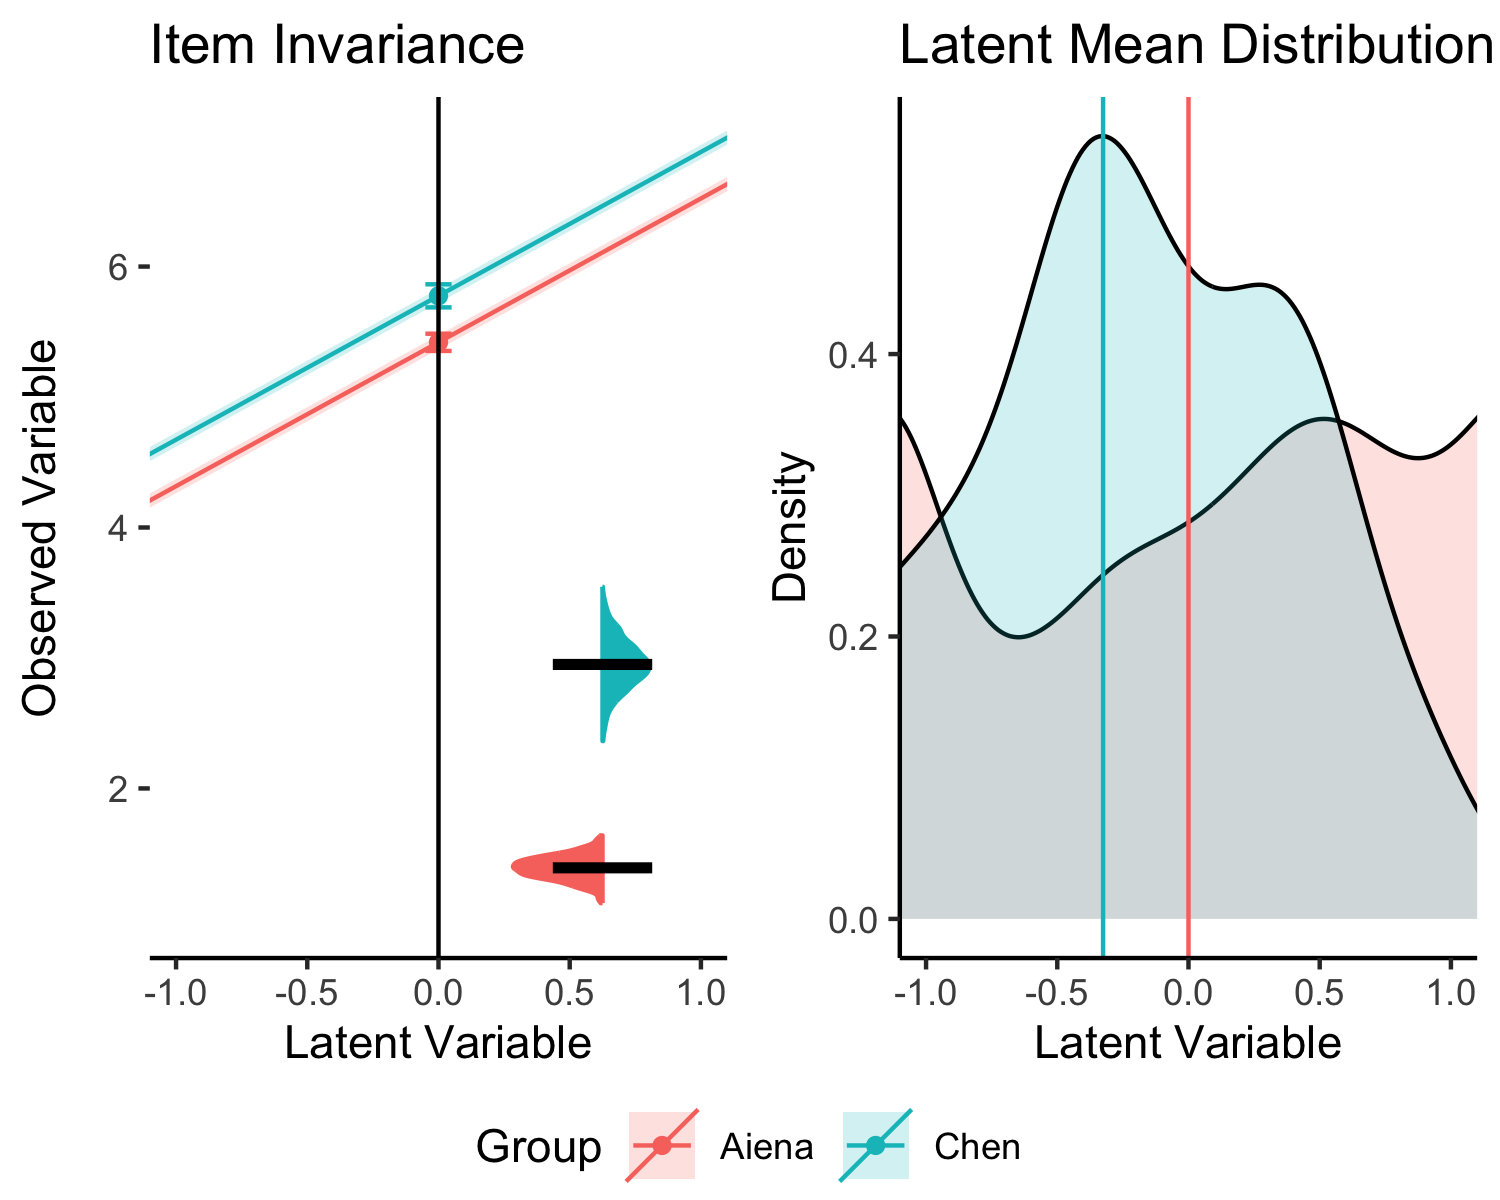 Item Invariance
Observed Variable
6
4
2
-1.0 -0.5 0.0 0.5 1.0
Latent Variable
Latent Mean Distribution
Density
0.4
0.2
0.0
-1.0 -0.5 0.0 0.5 1.0
Latent Variable
Group Aiena Chen